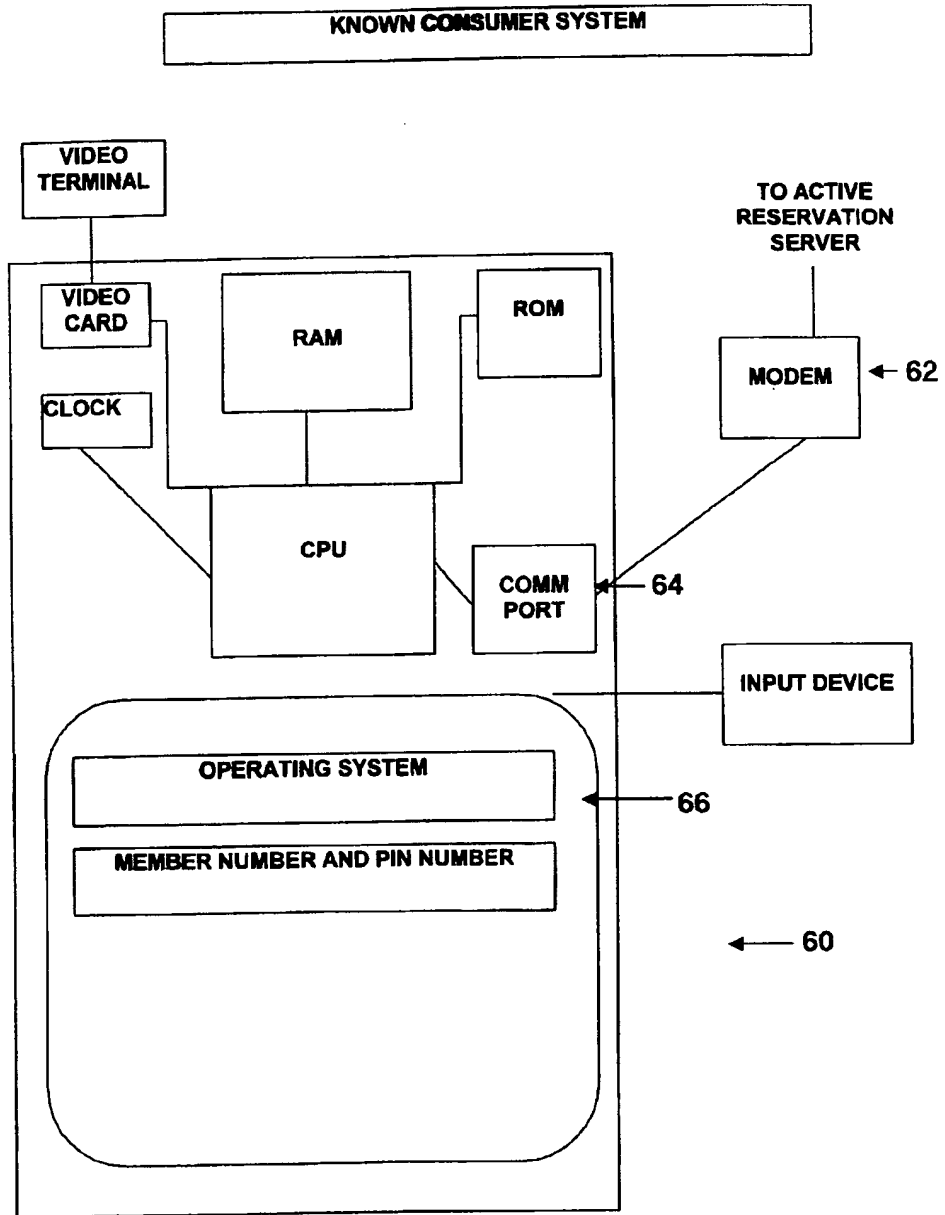 KNOWN CONSUMER SYSTEM
VIDEO
TERMINAL
TO ACTIVE
RESERVATION
SERVER
VIDEO
CARD
RAM
ROM
MODEM
62
CLOCK
CPU
COMM
PORT
64
INPUT DEVICE
OPERATING SYSTEM
66
MEMBER NUMBER AND PIN NUMBER
60